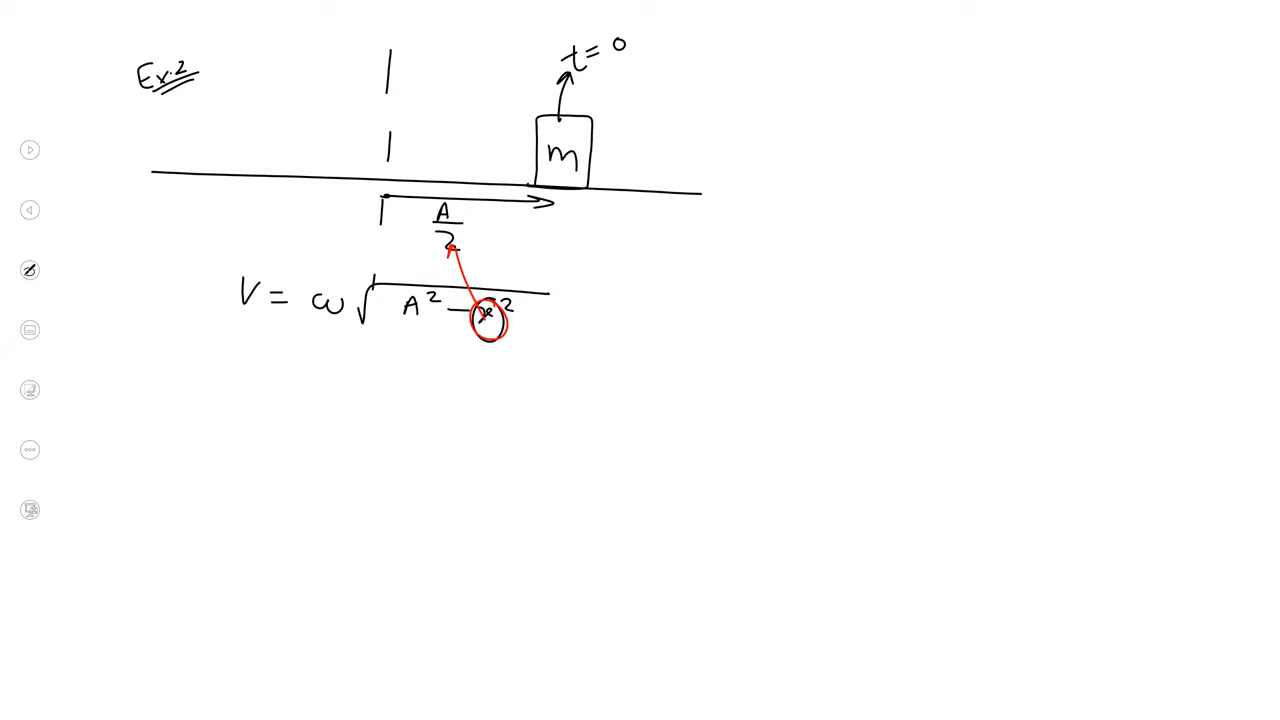 Ex.2
t = 0
m
A/2
V = ω√(A² − x²)